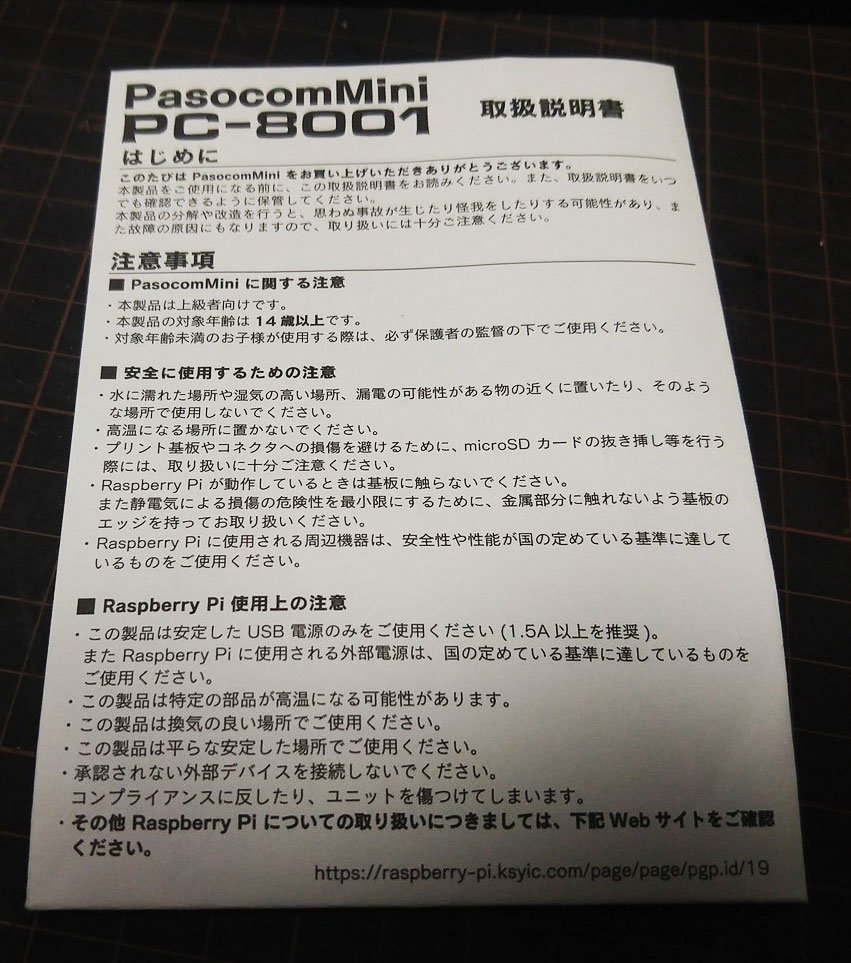 PasocomMini
PC-8001
取扱説明書
はじめに
このたびは PasocomMini をお買い上げいただきありがとうございます。
本製品をご使用になる前に、この取扱説明書をお読みください。また、取扱説明書をいつ
でも確認できるように保管してください。
本製品の分解や改造を行うと、思わぬ事故が生じたり怪我をしたりする可能性があり、ま
た故障の原因にもなりますので、取り扱いには十分ご注意ください。
注意事項
■ PasocomMini に関する注意
・本製品は上級者向けです。
・本製品の対象年齢は 14 歳以上です。
・対象年齢未満のお子様が使用する際は、必ず保護者の監督の下でご使用ください。
■ 安全に使用するための注意
・水に濡れた場所や湿気の高い場所、漏電の可能性がある物の近くに置いたり、そのよう
な場所で使用しないでください。
・高温になる場所に置かないでください。
・プリント基板やコネクタへの損傷を避けるために、microSD カードの抜き挿し等を行う
際には、取り扱いに十分ご注意ください。
・Raspberry Pi が動作しているときは基板に触らないでください。
また静電気による損傷の危険性を最小限にするために、金属部分に触れないよう基板の
エッジを持ってお取り扱いください。
・Raspberry Pi に使用される周辺機器は、安全性や性能が国の定めている基準に達して
いるものをご使用ください。
■ Raspberry Pi 使用上の注意
・この製品は安定した USB 電源のみをご使用ください (1.5A 以上を推奨 )。
また Raspberry Pi に使用される外部電源は、国の定めている基準に達しているものを
ご使用ください。
・この製品は特定の部品が高温になる可能性があります。
・この製品は換気の良い場所でご使用ください。
・この製品は平らな安定した場所でご使用ください。
・承認されない外部デバイスを接続しないでください。
コンプライアンスに反したり、ユニットを傷つけてしまいます。
・その他 Raspberry Pi についての取り扱いにつきましては、下記 Web サイトをご確認
ください。
https://raspberry-pi.ksyic.com/page/page/pgp.id/19